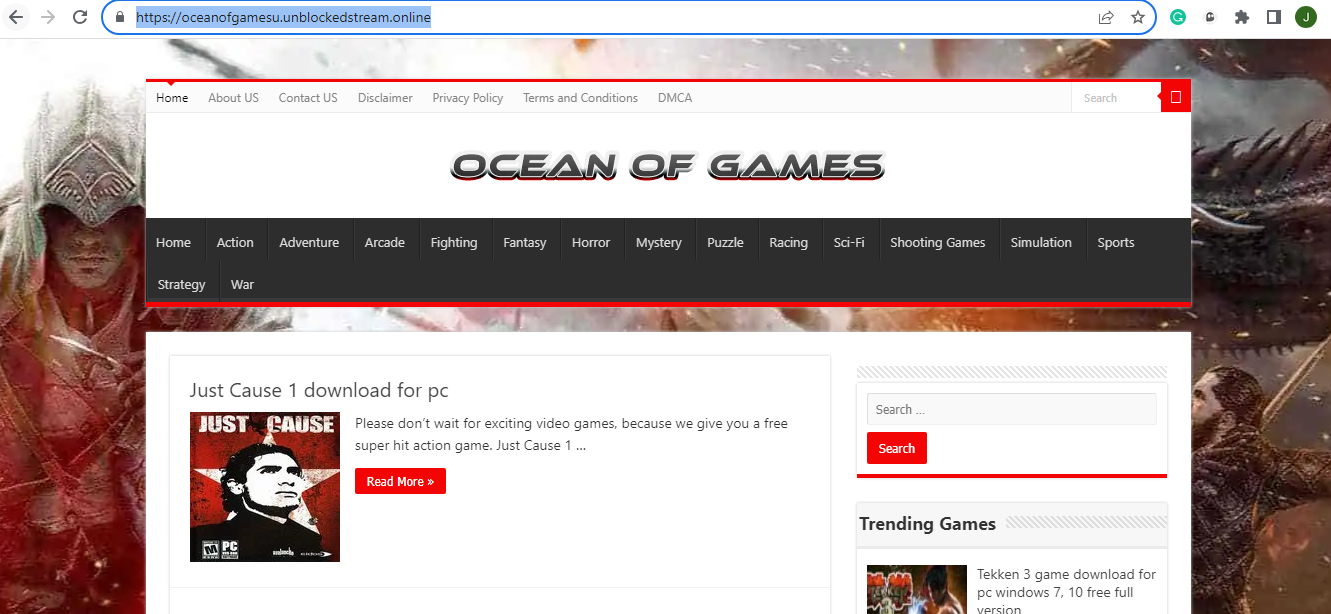 https://oceanofgamesu.unblockedstream.online
J
Home About US Contact US Disclaimer Privacy Policy Terms and Conditions DMCA Search
OCEAN OF GAMES
Home Action Adventure Arcade Fighting Fantasy Horror Mystery Puzzle Racing Sci-Fi Shooting Games Simulation Sports
Strategy War
Just Cause 1 download for pc
JUST CAUSE
Please don’t wait for exciting video games, because we give you a free
super hit action game. Just Cause 1 ...
Read More »
M PC
eidos
Search ...
Search
Trending Games
Tekken 3 game download for
pc windows 7, 10 free full
version